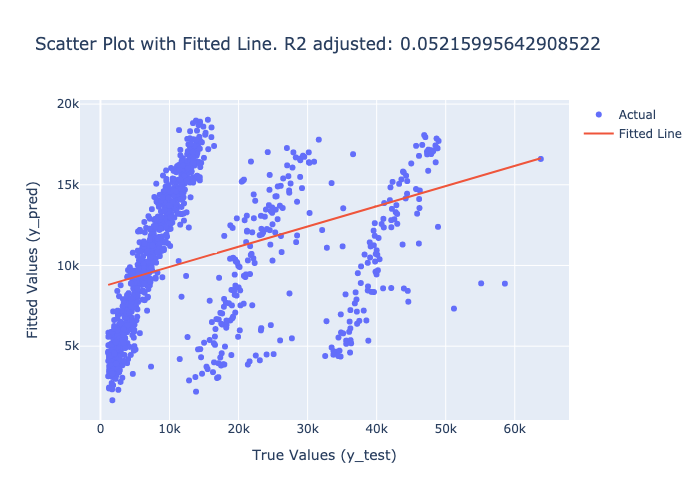 Scatter Plot with Fitted Line. R2 adjusted: 0.05215995642908522
20k
15k
10k
5k
0
10k
20k
30k
40k
50k
60k
Fitted Values (y_pred)
True Values (y_test)
Actual
Fitted Line